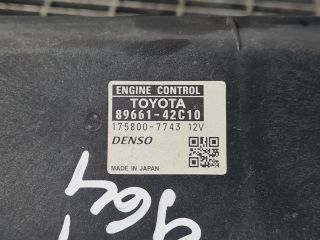 ENGINE CONTROL
TOYOTA
89661-42C10
175800-7743 12V
DENSO
MADE IN JAPAN